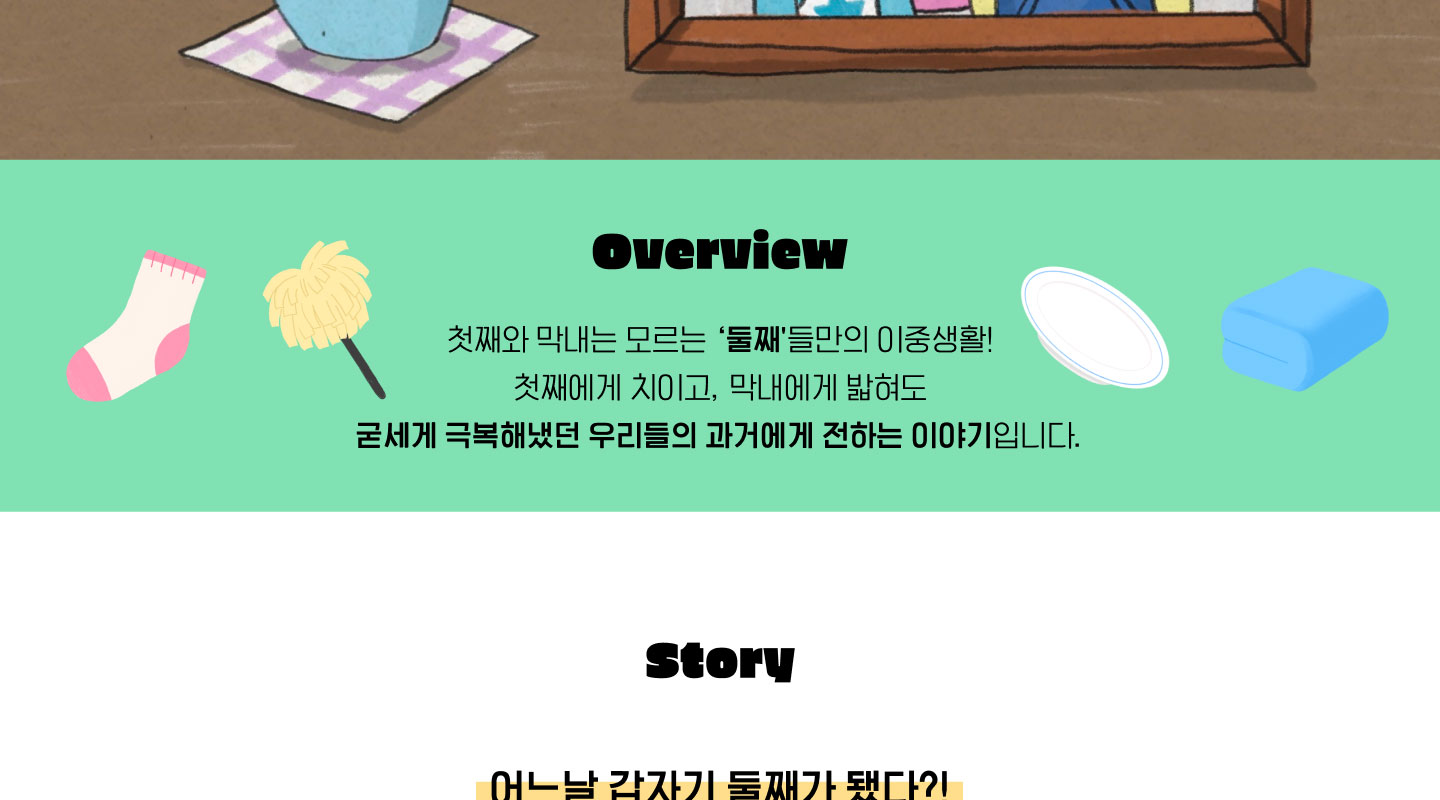 Overview
첫째와 막내는 모르는 ‘둘째'들만의 이중생활!
첫째에게 치이고, 막내에게 밟혀도
굳세게 극복해냈던 우리들의 과거에게 전하는 이야기입니다.
Story
어느날 갑자기 둘째가 됐다?!